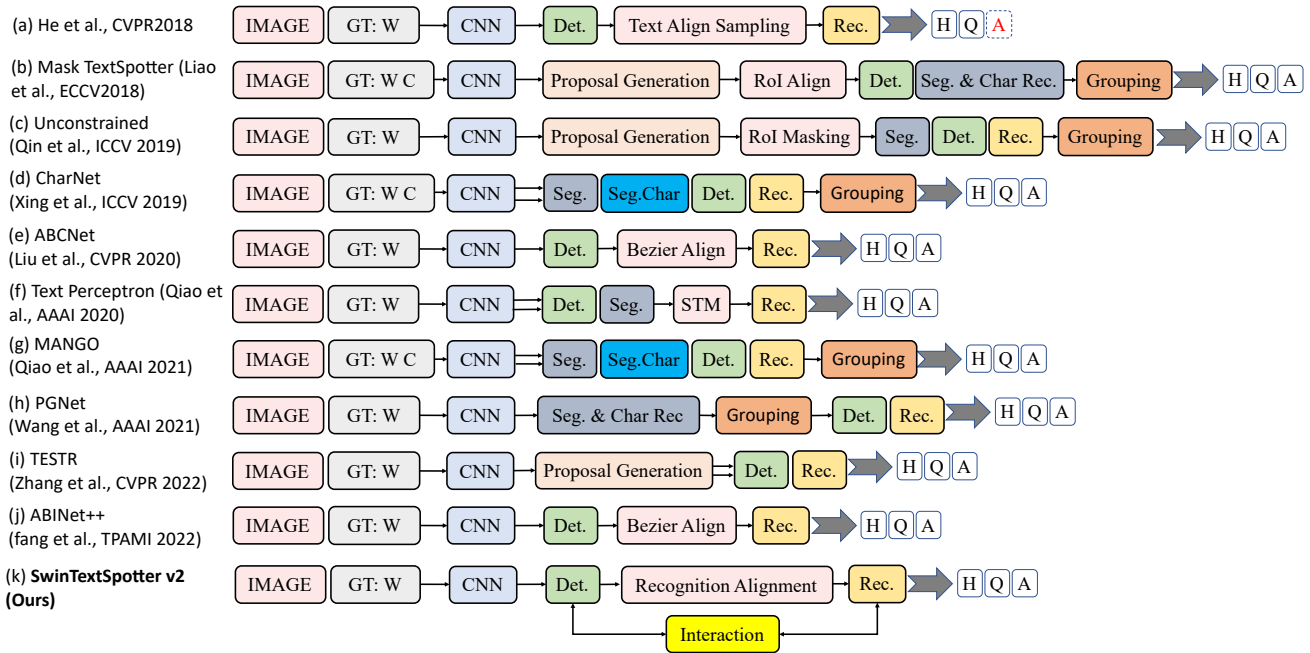 (a) He et al., CVPR2018 IMAGE GT: W CNN Det. Text Align Sampling Rec. H Q A
(b) Mask TextSpotter (Liao
et al., ECCV2018) IMAGE GT: W C CNN Proposal Generation RoI Align Det. Seg. & Char Rec. Grouping H Q A
(c) Unconstrained
(Qin et al., ICCV 2019) IMAGE GT: W CNN Proposal Generation RoI Masking Seg. Det. Rec. Grouping H Q A
(d) CharNet
(Xing et al., ICCV 2019) IMAGE GT: W C CNN Seg. Seg.Char Det. Rec. Grouping H Q A
(e) ABCNet
(Liu et al., CVPR 2020) IMAGE GT: W CNN Det. Bezier Align Rec. H Q A
(f) Text Perceptron (Qiao et
al., AAAI 2020) IMAGE GT: W CNN Det. Seg. STM Rec. H Q A
(g) MANGO
(Qiao et al., AAAI 2021) IMAGE GT: W C CNN Seg. Seg.Char Det. Rec. Grouping H Q A
(h) PGNet
(Wang et al., AAAI 2021) IMAGE GT: W CNN Seg. & Char Rec Grouping Det. Rec. H Q A
(i) TESTR
(Zhang et al., CVPR 2022) IMAGE GT: W CNN Proposal Generation Det. Rec. H Q A
(j) ABINet++
(fang et al., TPAMI 2022) IMAGE GT: W CNN Det. Bezier Align Rec. H Q A
(k) SwinTextSpotter v2
(Ours) IMAGE GT: W CNN Det. Recognition Alignment Rec. H Q A
Interaction